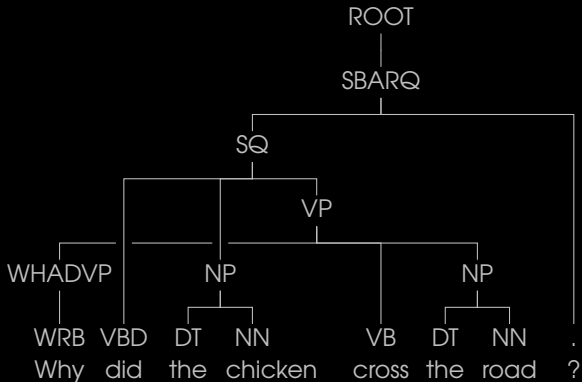 ROOT
SBARQ
SQ
VP
WHADVP NP NP
WRB VBD DT NN VB DT NN .
Why did the chicken cross the road ?